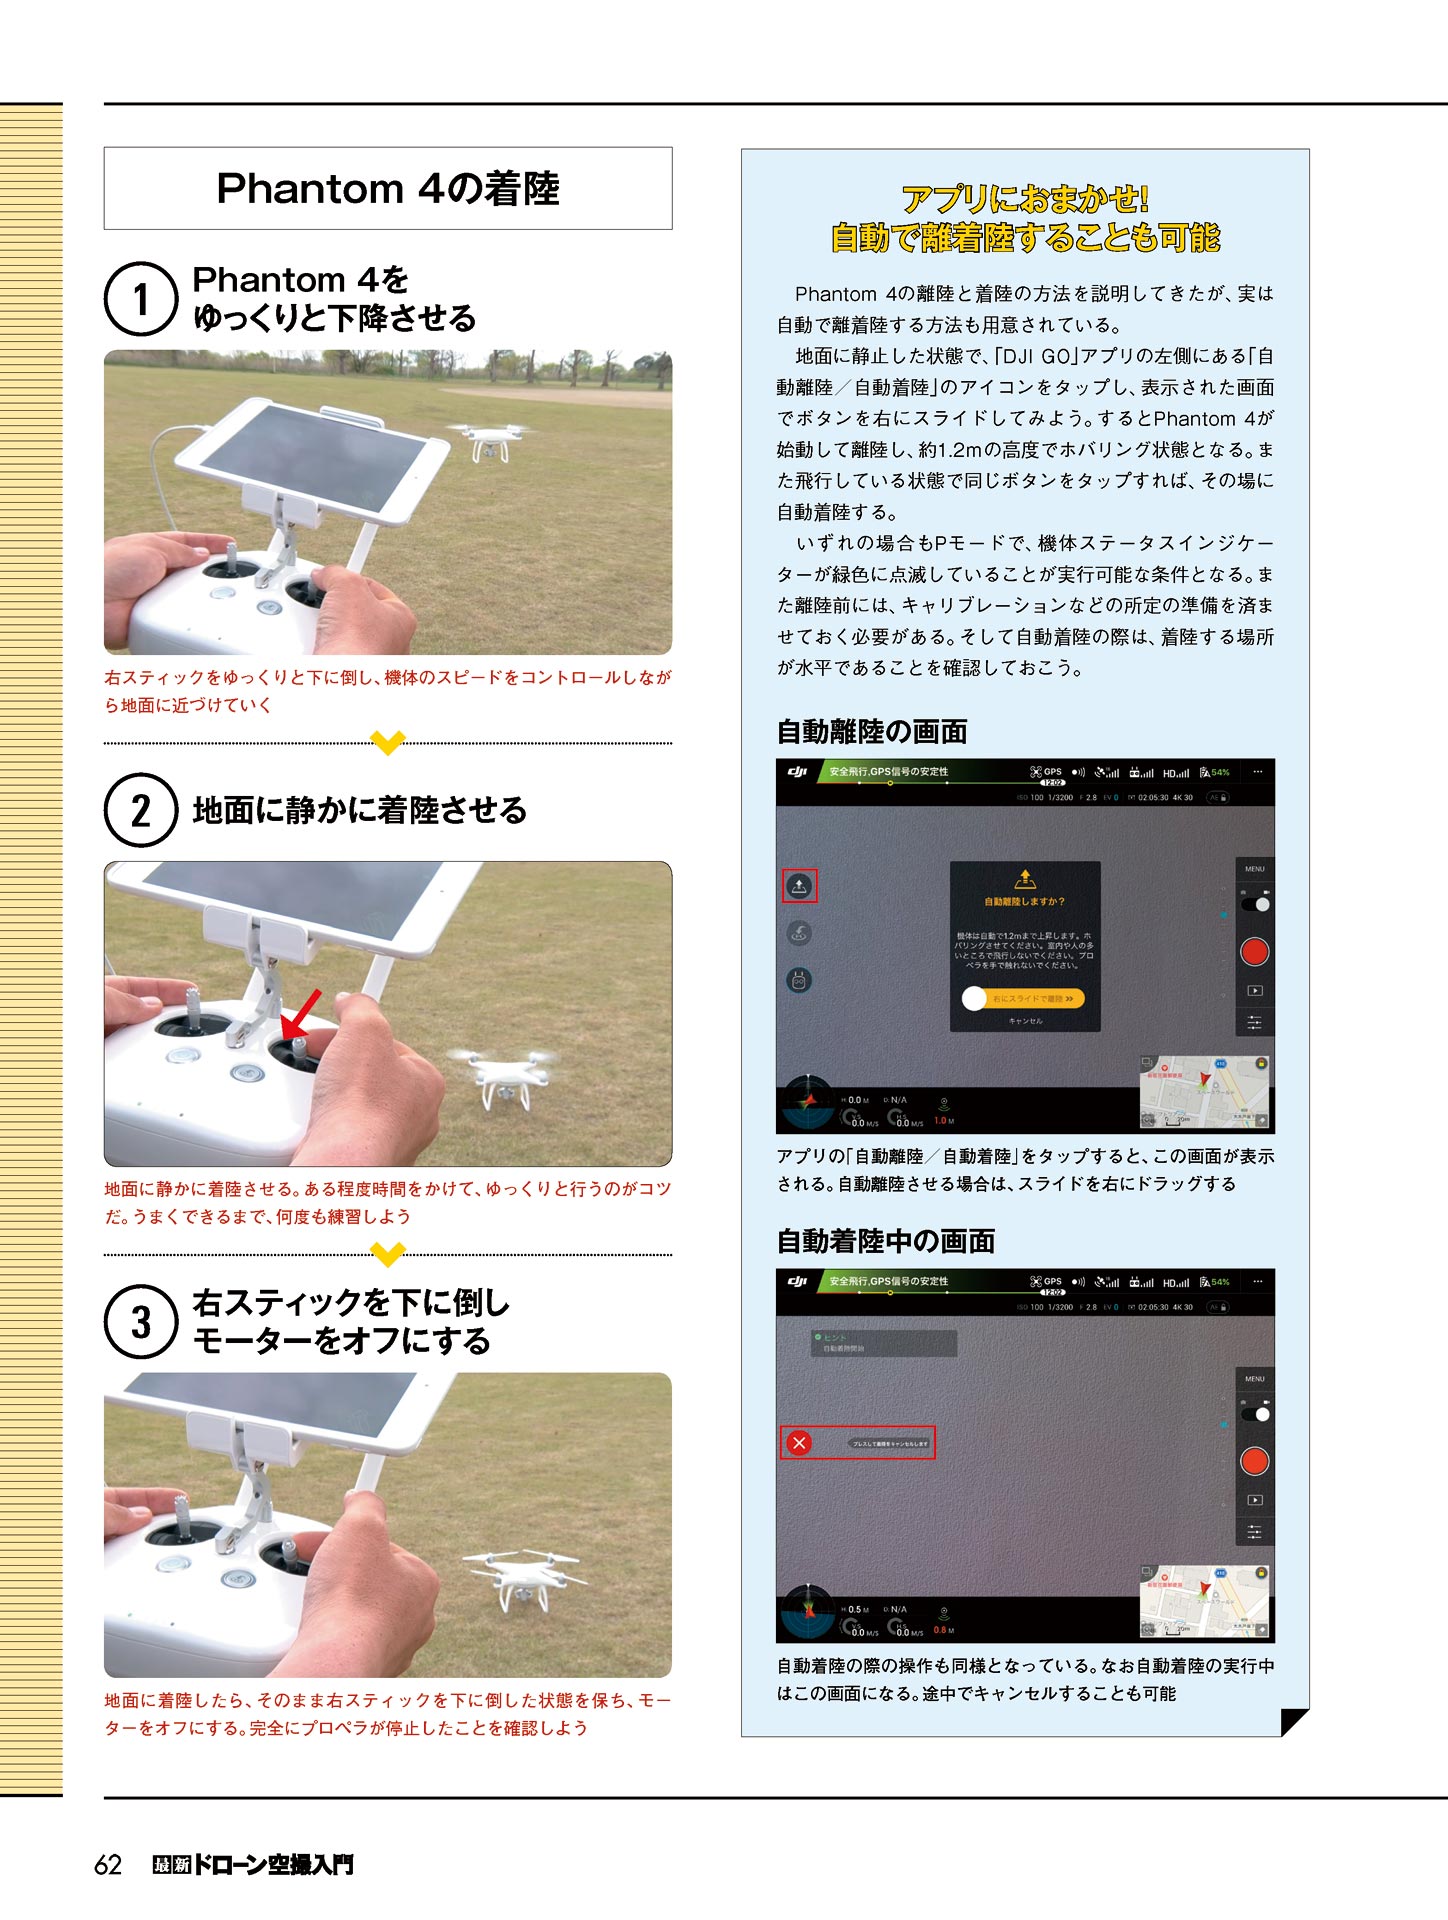 Phantom 4の着陸
1
Phantom 4を
ゆっくりと下降させる
右スティックをゆっくりと下に倒し、機体のスピードをコントロールしなが
ら地面に近づけていく
2
地面に静かに着陸させる
地面に静かに着陸させる。ある程度時間をかけて、ゆっくりと行うのがコツ
だ。うまくできるまで、何度も練習しよう
3
右スティックを下に倒し
モーターをオフにする
地面に着陸したら、そのまま右スティックを下に倒した状態を保ち、モー
ターをオフにする。完全にプロペラが停止したことを確認しよう
アプリにおまかせ!
自動で離着陸することも可能
Phantom 4の離陸と着陸の方法を説明してきたが、実は
自動で離着陸する方法も用意されている。
地面に静止した状態で、「DJI GO」アプリの左側にある「自
動離陸／自動着陸」のアイコンをタップし、表示された画面
でボタンを右にスライドしてみよう。するとPhantom 4が
始動して離陸し、約1.2mの高度でホバリング状態となる。ま
た飛行している状態で同じボタンをタップすれば、その場に
自動着陸する。
いずれの場合もPモードで、機体ステータスインジケー
ターが緑色に点滅していることが実行可能な条件となる。ま
た離陸前には、キャリブレーションなどの所定の準備を済ま
せておく必要がある。そして自動着陸の際は、着陸する場所
が水平であることを確認しておこう。
自動離陸の画面
dji 安全飛行,GPS信号の安定性 GPS HD 54% ...
12:02
ISO 100 1/3200 F 2.8 EV 0 02:05:30 4K 30 AE
MENU
自動離陸しますか？
機体は自動で1.2mまで上昇します。ホ
バリングさせてください。室内や人の多
いところで飛行しないでください。プロ
ペラを手で触れないでください。
右にスライドで離陸 »
キャンセル
H 0.0 M D N/A
VS 0.0 M/S HS 0.0 M/S 1.0 M
20m
アプリの「自動離陸／自動着陸」をタップすると、この画面が表示
される。自動離陸させる場合は、スライドを右にドラッグする
自動着陸中の画面
dji 安全飛行,GPS信号の安定性 GPS HD 54% ...
12:02
ISO 100 1/3200 F 2.8 EV 0 02:05:30 4K 30 AE
ヒント
自動着陸開始
MENU
プレスして着陸をキャンセルします
H 0.5 M D N/A
VS 0.0 M/S HS 0.0 M/S 0.8 M
20m
自動着陸の際の操作も同様となっている。なお自動着陸の実行中
はこの画面になる。途中でキャンセルすることも可能
62 最新ドローン空撮入門